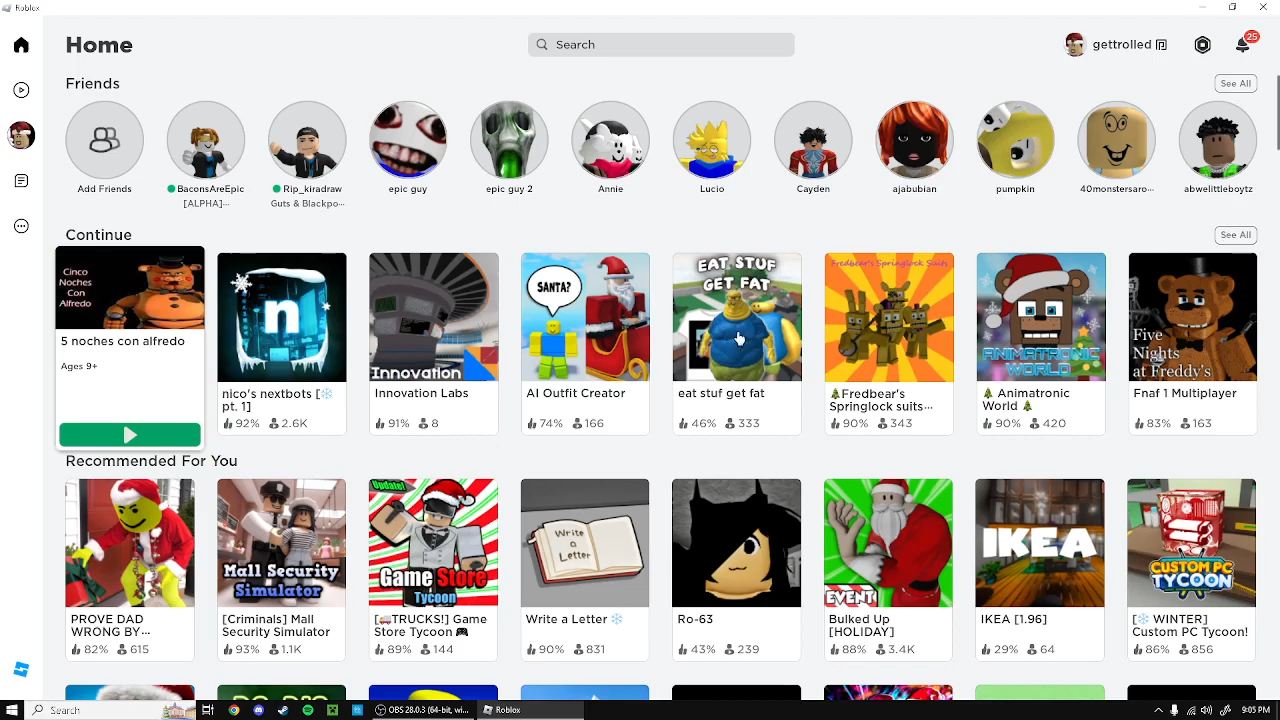 Roblox
Home
Search
gettrolled
25
Friends
See All
Add Friends
BaconsAreEpic
[ALPHA]...
Rip_kiradraw
Guts & Blackpo...
epic guy
epic guy 2
Annie
Lucio
Cayden
ajabubian
pumpkin
40monstersaro...
abwelittleboytz
Continue
See All
Cinco
Noches
Con
Alfredo
5 noches con alfredo
Ages 9+
n
nico's nextbots [❄
pt. 1]
92% 2.6K
Innovation
Innovation Labs
91% 8
SANTA?
AI Outfit Creator
74% 166
EAT STUF
GET FAT
eat stuf get fat
46% 333
Fredbear's Springlock Suits
🌲Fredbear's
Springlock suits...
90% 343
ANIMATRONIC
WORLD
🎄 Animatronic
World 🎄
90% 420
Five
Nights
at Freddy's
Fnaf 1 Multiplayer
83% 163
Recommended For You
PROVE DAD
WRONG BY...
82% 615
Mall Security
Simulator
[Criminals] Mall
Security Simulator
93% 1.1K
Update!
Game Store
Tycoon
[🚛TRUCKS!] Game
Store Tycoon 🎮
89% 144
Write
a
Letter
Write a Letter ❄
90% 831
Ro-63
43% 239
EVENT
Bulked Up
[HOLIDAY]
88% 3.4K
IKEA
IKEA [1.96]
29% 64
CUSTOM PC
TYCOON
[❄ WINTER]
Custom PC Tycoon!
86% 856
Search
OBS 28.0.3 (64-bit, wi...
Roblox
9:05 PM